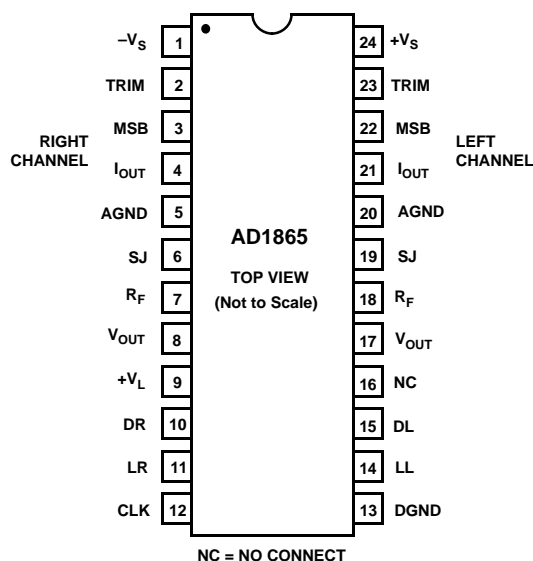 –VS 1 24 +VS
TRIM 2 23 TRIM
MSB 3 22 MSB
RIGHT CHANNEL
LEFT CHANNEL
IOUT 4 21 IOUT
AGND 5 20 AGND
AD1865
SJ 6 19 SJ
TOP VIEW
(Not to Scale)
RF 7 18 RF
VOUT 8 17 VOUT
+VL 9 16 NC
DR 10 15 DL
LR 11 14 LL
CLK 12 13 DGND
NC = NO CONNECT